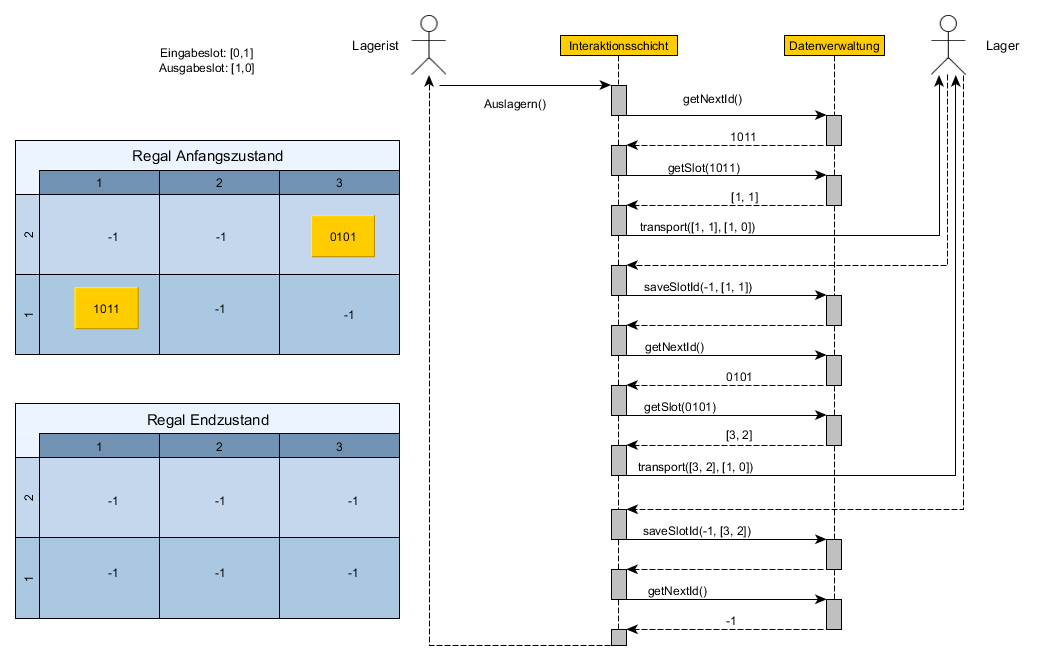 Eingabeslot: [0,1]
Ausgabeslot: [1,0]
Regal Anfangszustand
1 2 3
2 -1 -1 0101
1 1011 -1 -1
Regal Endzustand
1 2 3
2 -1 -1 -1
1 -1 -1 -1
Lagerist
Interaktionsschicht
Datenverwaltung
Lager
Auslagern()
getNextId()
1011
getSlot(1011)
[1, 1]
transport([1, 1], [1, 0])
saveSlotId(-1, [1, 1])
getNextId()
0101
getSlot(0101)
[3, 2]
transport([3, 2], [1, 0])
saveSlotId(-1, [3, 2])
getNextId()
-1